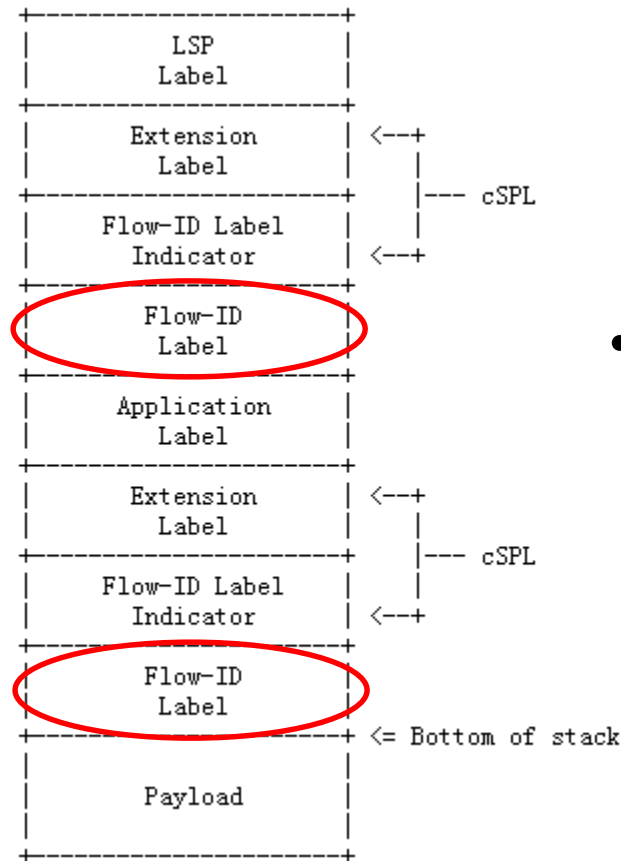 LSP
Label
Extension <--+
Label
|--- cSPL
Flow-ID Label
Indicator <--+
Flow-ID
Label
Application
Label
Extension <--+
Label
|--- cSPL
Flow-ID Label
Indicator <--+
Flow-ID
Label
<= Bottom of stack
Payload